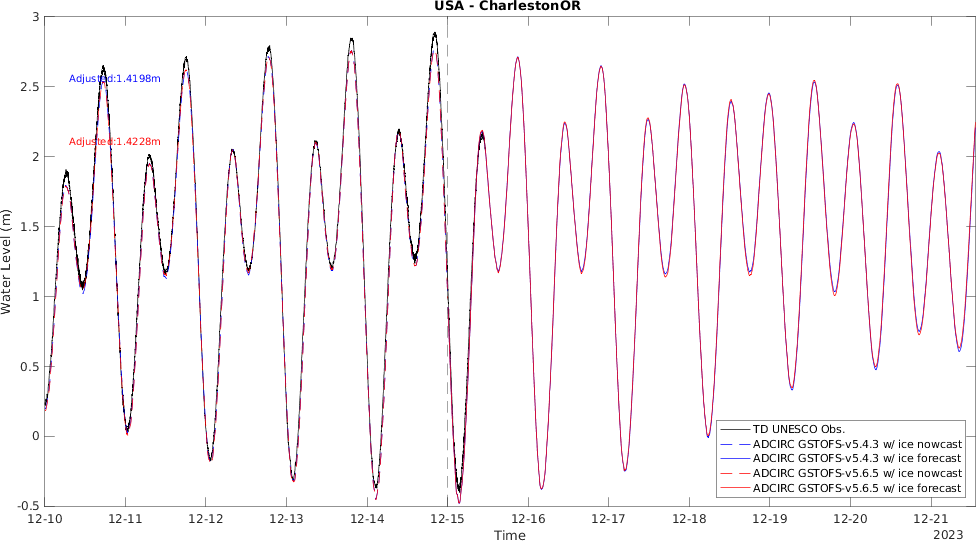 USA - CharlestonOR
3
2.5
2
1.5
1
0.5
0
-0.5
Water Level (m)
Adjusted:1.4198m
Adjusted:1.4228m
TD UNESCO Obs.
ADCIRC GSTOFS-v5.4.3 w/ ice nowcast
ADCIRC GSTOFS-v5.4.3 w/ ice forecast
ADCIRC GSTOFS-v5.6.5 w/ ice nowcast
ADCIRC GSTOFS-v5.6.5 w/ ice forecast
12-10 12-11 12-12 12-13 12-14 12-15 12-16 12-17 12-18 12-19 12-20 12-21
Time
2023